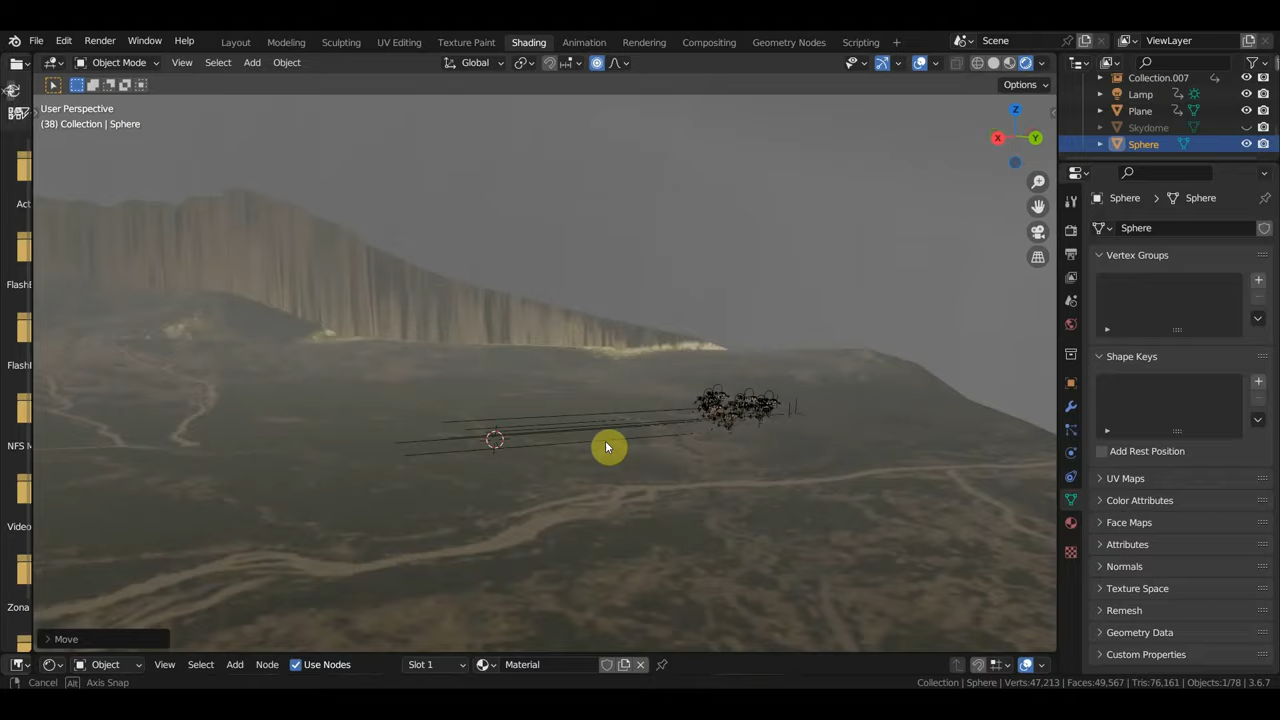 File Edit Render Window Help
Layout Modeling Sculpting UV Editing Texture Paint Shading Animation Rendering Compositing Geometry Nodes Scripting +
Scene
ViewLayer
Object Mode View Select Add Object
Global
Options
User Perspective
(38) Collection | Sphere
Z
X
Y
Collection.007
Lamp
Plane
Skydome
Sphere
Sphere > Sphere
Sphere
Vertex Groups
Shape Keys
Add Rest Position
UV Maps
Color Attributes
Face Maps
Attributes
Normals
Texture Space
Remesh
Geometry Data
Custom Properties
Act
FlashE
Flashl
NFS M
Video
Zona
Move
Object View Select Add Node Use Nodes Slot 1 Material
Cancel Alt Axis Snap
Collection | Sphere | Verts:47,213 | Faces:49,567 | Tris:76,161 | Objects:1/78 | 3.6.7